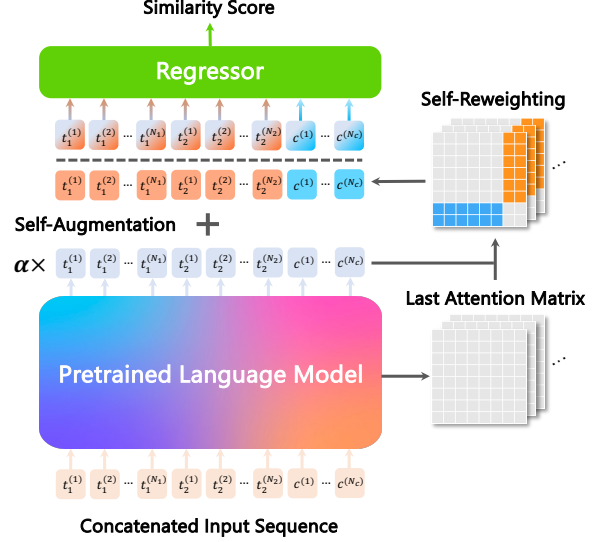 Similarity Score
Regressor
Self-Reweighting
t₁⁽¹⁾ t₁⁽²⁾ ... t₁⁽ᴺ₁⁾ t₂⁽¹⁾ t₂⁽²⁾ ... t₂⁽ᴺ₂⁾ c⁽¹⁾ ... c⁽ᴺc⁾
...
t₁⁽¹⁾ t₁⁽²⁾ ... t₁⁽ᴺ₁⁾ t₂⁽¹⁾ t₂⁽²⁾ ... t₂⁽ᴺ₂⁾ c⁽¹⁾ ... c⁽ᴺc⁾
Self-Augmentation +
α× t₁⁽¹⁾ t₁⁽²⁾ ... t₁⁽ᴺ₁⁾ t₂⁽¹⁾ t₂⁽²⁾ ... t₂⁽ᴺ₂⁾ c⁽¹⁾ ... c⁽ᴺc⁾
Last Attention Matrix
Pretrained Language Model
...
t₁⁽¹⁾ t₁⁽²⁾ ... t₁⁽ᴺ₁⁾ t₂⁽¹⁾ t₂⁽²⁾ ... t₂⁽ᴺ₂⁾ c⁽¹⁾ ... c⁽ᴺc⁾
Concatenated Input Sequence